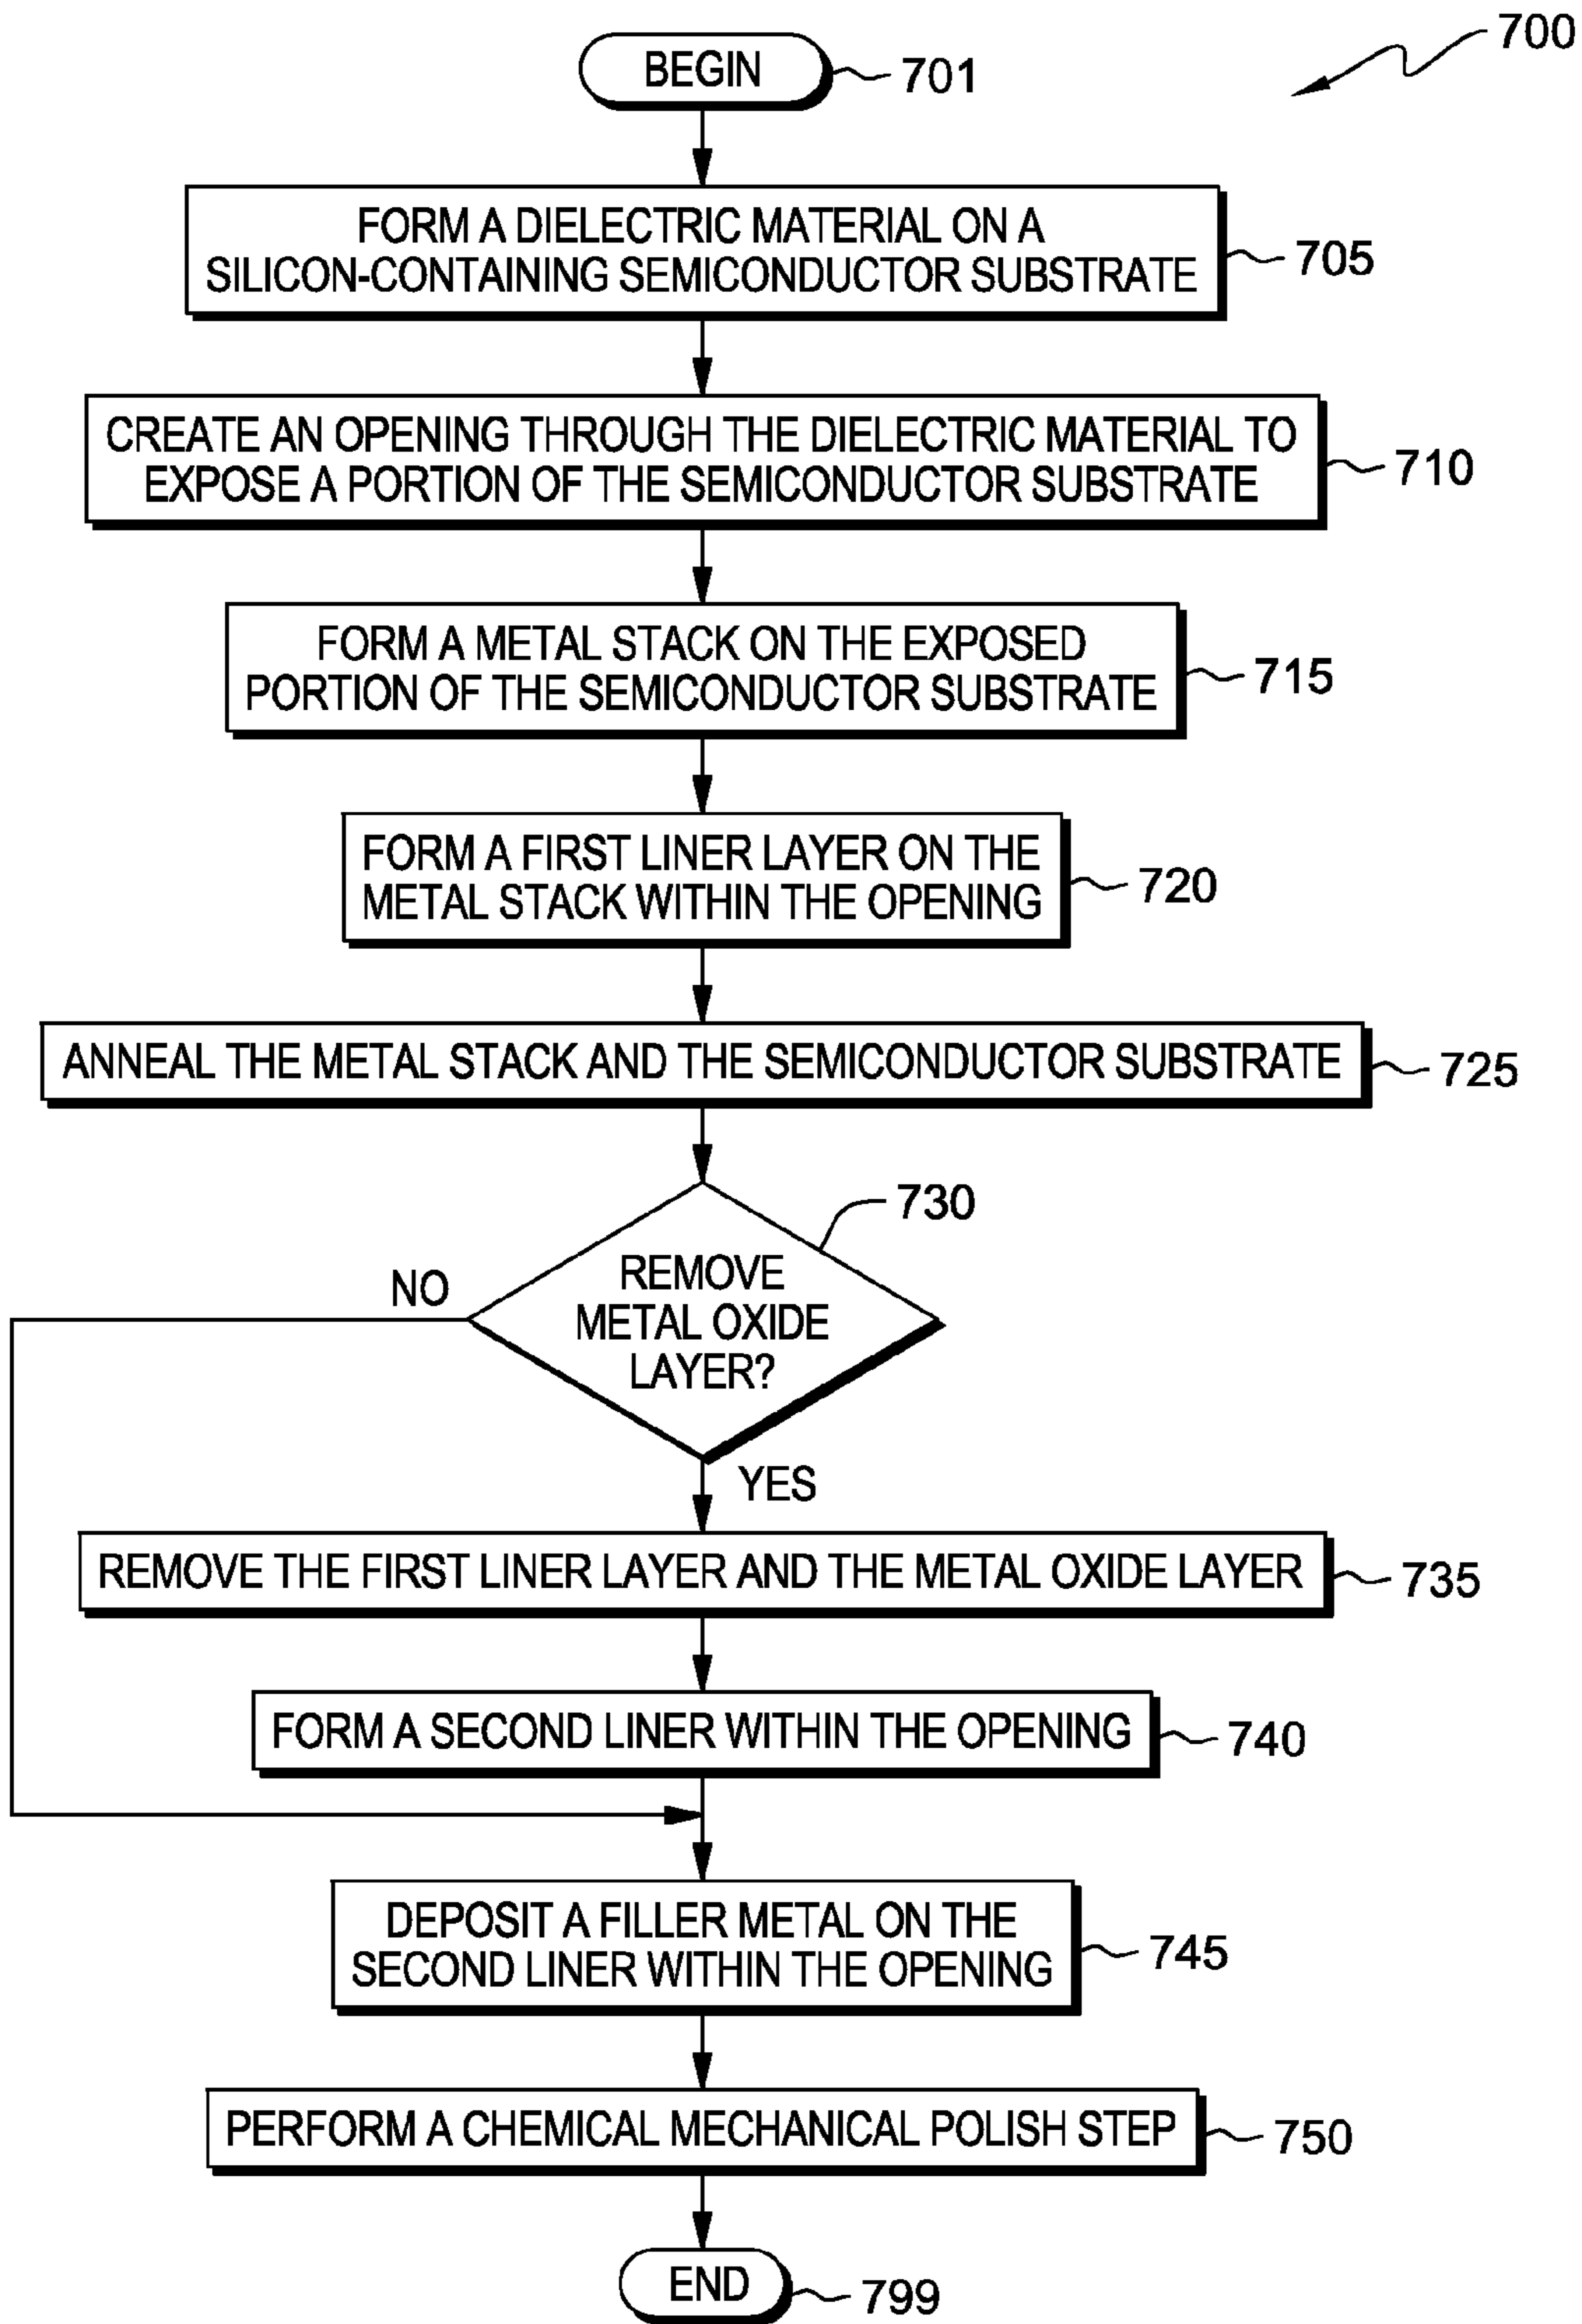 700
BEGIN
701
FORM A DIELECTRIC MATERIAL ON A
SILICON-CONTAINING SEMICONDUCTOR SUBSTRATE
705
CREATE AN OPENING THROUGH THE DIELECTRIC MATERIAL TO
EXPOSE A PORTION OF THE SEMICONDUCTOR SUBSTRATE
710
FORM A METAL STACK ON THE EXPOSED
PORTION OF THE SEMICONDUCTOR SUBSTRATE
715
FORM A FIRST LINER LAYER ON THE
METAL STACK WITHIN THE OPENING
720
ANNEAL THE METAL STACK AND THE SEMICONDUCTOR SUBSTRATE
725
730
REMOVE
METAL OXIDE
LAYER?
NO
YES
REMOVE THE FIRST LINER LAYER AND THE METAL OXIDE LAYER
735
FORM A SECOND LINER WITHIN THE OPENING
740
DEPOSIT A FILLER METAL ON THE
SECOND LINER WITHIN THE OPENING
745
PERFORM A CHEMICAL MECHANICAL POLISH STEP
750
END
799